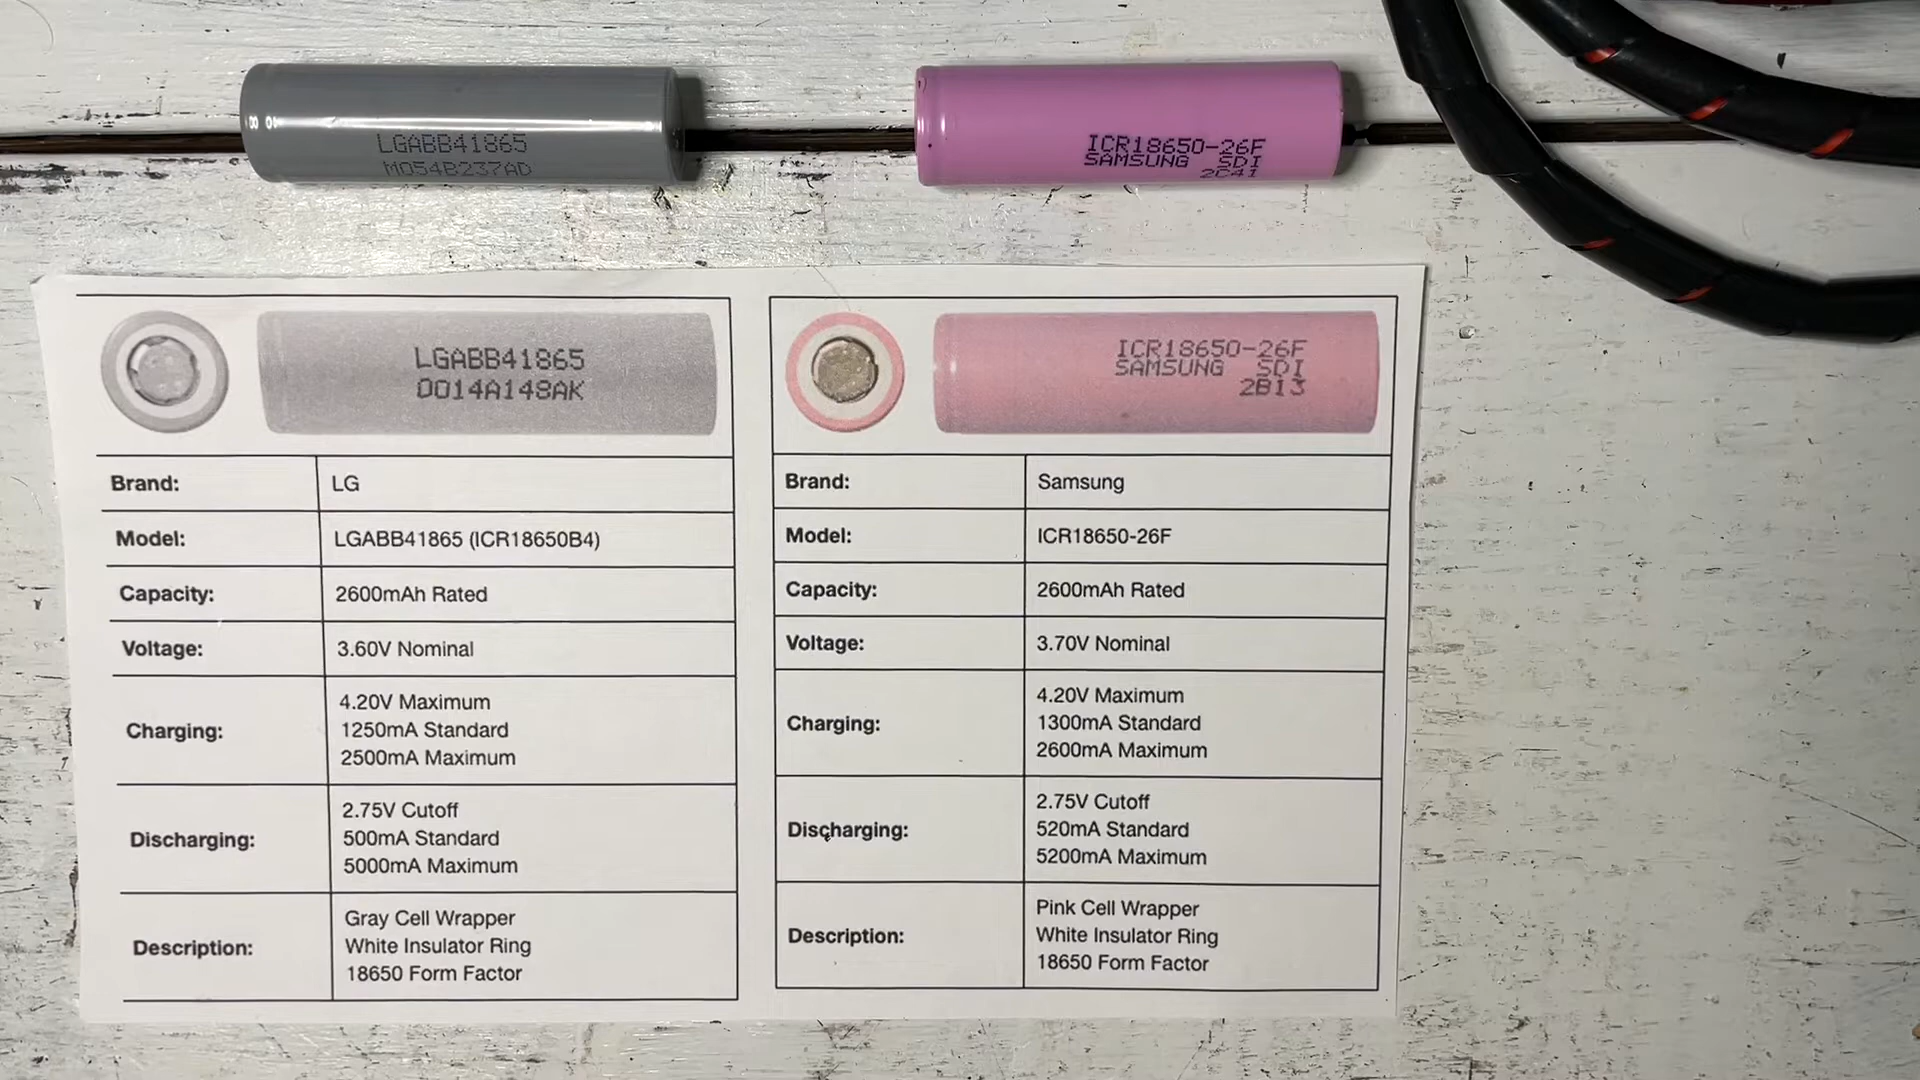 LGABB41865
M054B237AD
ICR18650-26F
SAMSUNG SDI
2C41
LGABB41865
O014A148AK
Brand: LG
Model: LGABB41865 (ICR18650B4)
Capacity: 2600mAh Rated
Voltage: 3.60V Nominal
Charging: 4.20V Maximum
1250mA Standard
2500mA Maximum
Discharging: 2.75V Cutoff
500mA Standard
5000mA Maximum
Description: Gray Cell Wrapper
White Insulator Ring
18650 Form Factor
ICR18650-26F
SAMSUNG SDI
2B13
Brand: Samsung
Model: ICR18650-26F
Capacity: 2600mAh Rated
Voltage: 3.70V Nominal
Charging: 4.20V Maximum
1300mA Standard
2600mA Maximum
Discharging: 2.75V Cutoff
520mA Standard
5200mA Maximum
Description: Pink Cell Wrapper
White Insulator Ring
18650 Form Factor